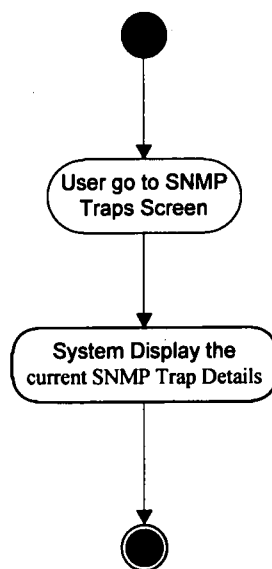 User go to SNMP
Traps Screen
System Display the
current SNMP Trap Details